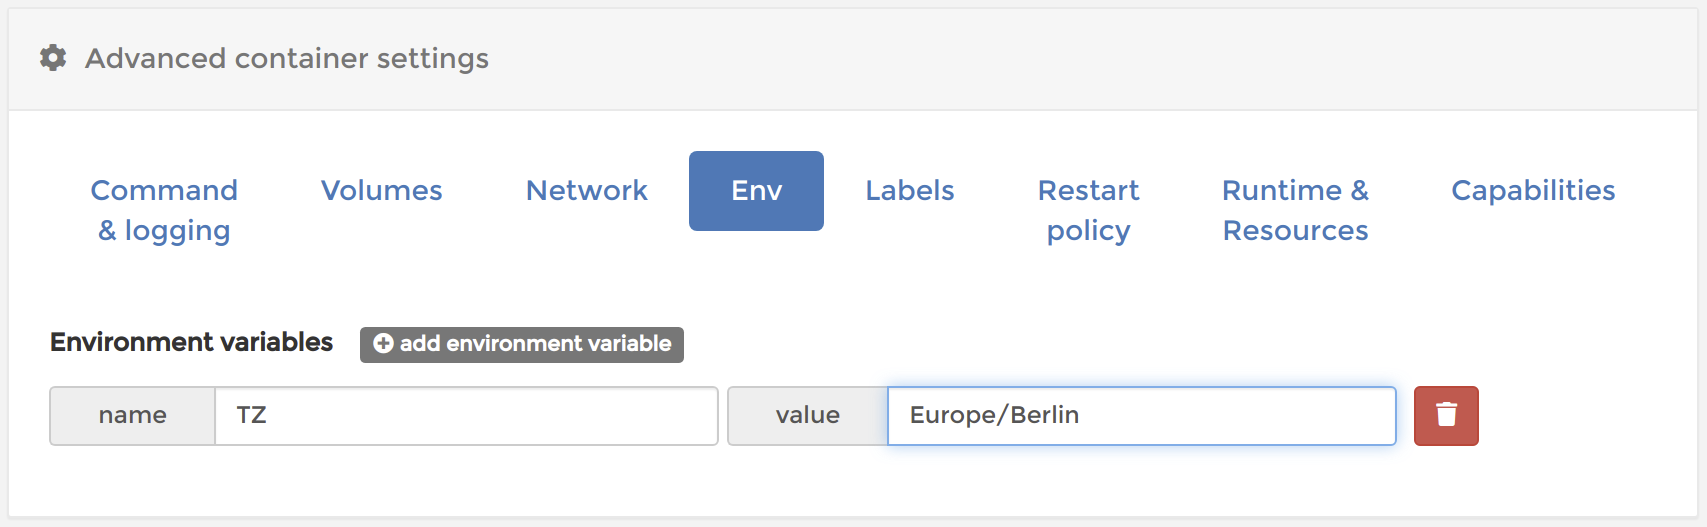 Advanced container settings
Command
& logging
Volumes
Network
Env
Labels
Restart
policy
Runtime &
Resources
Capabilities
Environment variables
add environment variable
name
TZ
value
Europe/Berlin